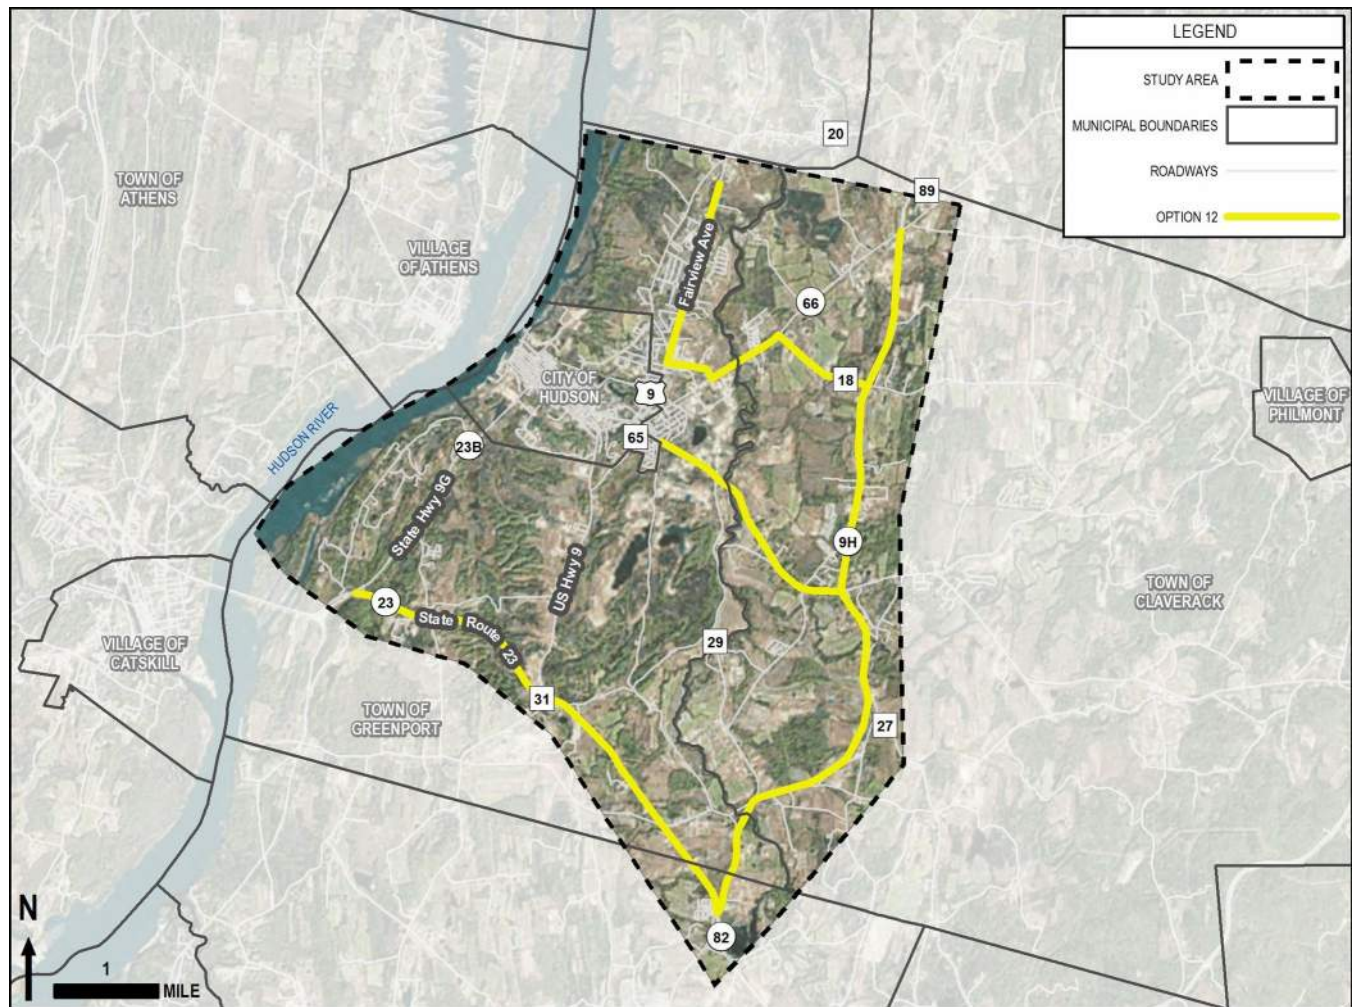 LEGEND
STUDY AREA
MUNICIPAL BOUNDARIES
ROADWAYS
OPTION 12
20
89
TOWN OF
ATHENS
VILLAGE
OF ATHENS
Fairview Ave
66
CITY OF
HUDSON
9
18
VILLAGE OF
PHILMONT
HUDSON RIVER
65
23B
State Hwy 9G
9H
US Hwy 9
TOWN OF
CLAVERACK
23
State Route 23
29
VILLAGE OF
CATSKILL
31
TOWN OF
GREENPORT
27
82
N
1
MILE